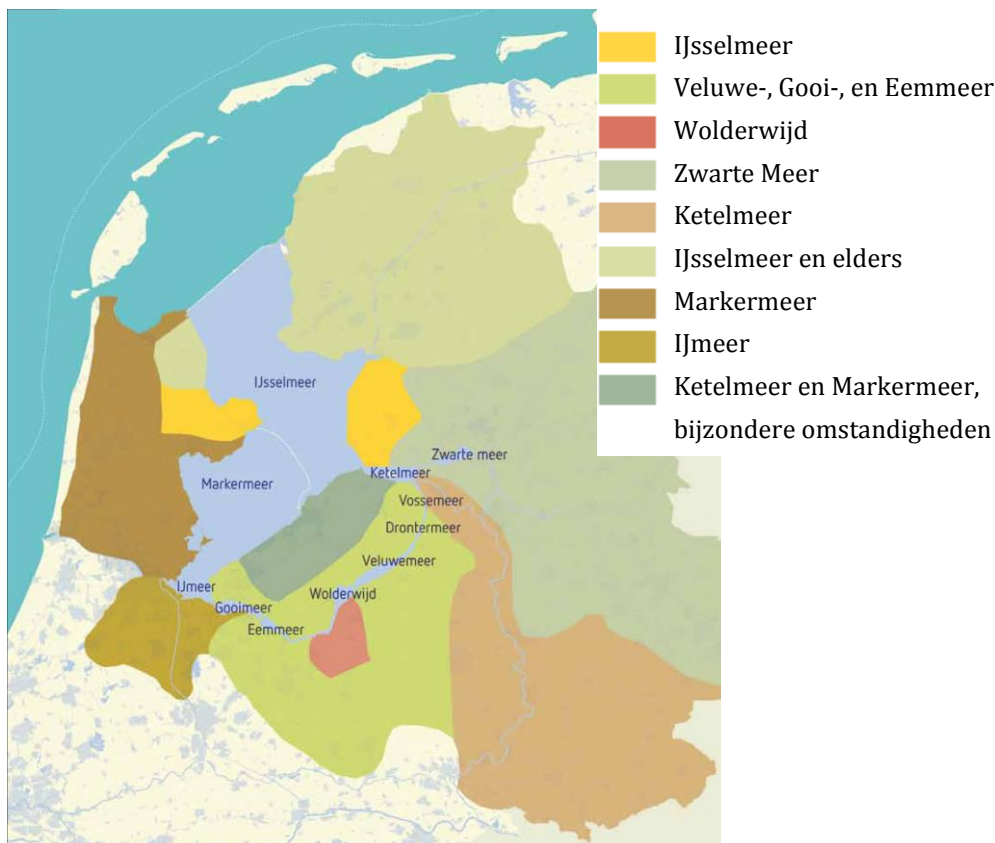 IJsselmeer
Veluwe-, Gooi-, en Eemmeer
Wolderwijd
Zwarte Meer
Ketelmeer
IJsselmeer en elders
Markermeer
IJmeer
Ketelmeer en Markermeer,
bijzondere omstandigheden
IJsselmeer
Zwarte meer
Ketelmeer
Markermeer
Vossemeer
Drontermeer
Veluwemeer
IJmeer
Wolderwijd
Gooimeer
Eemmeer